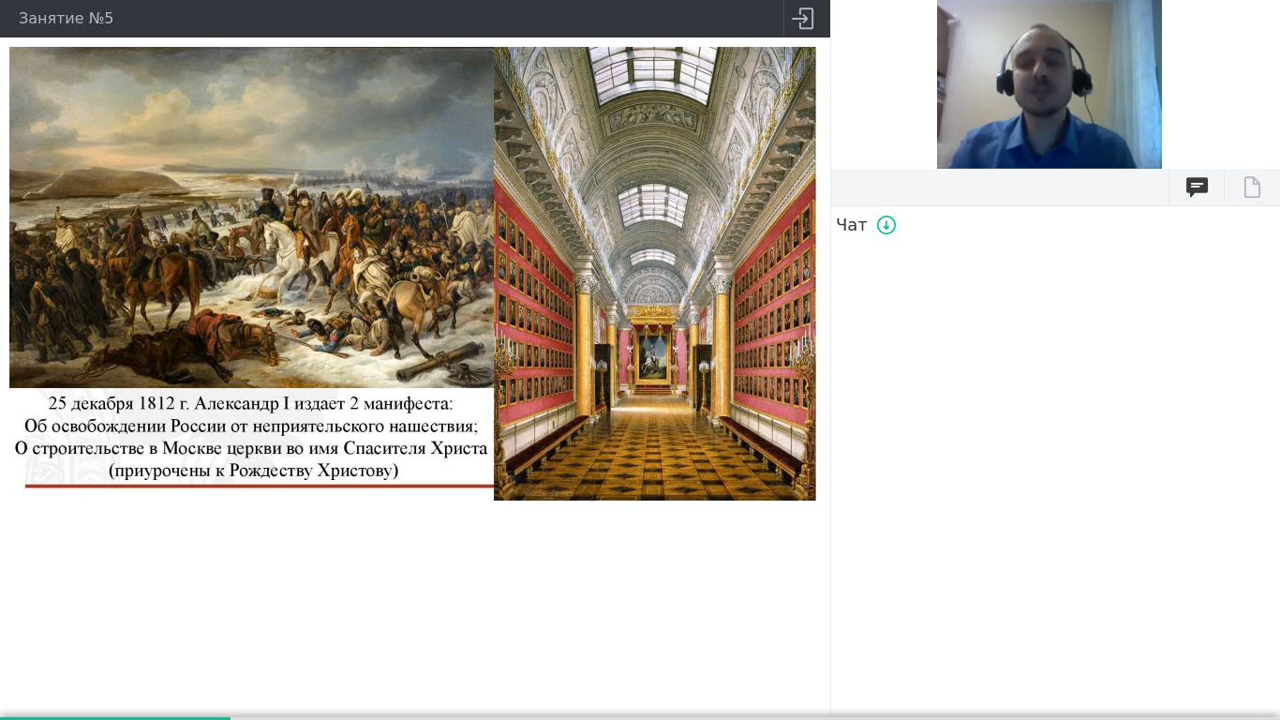 Занятие №5
25 декабря 1812 г. Александр I издает 2 манифеста:
Об освобождении России от неприятельского нашествия;
О строительстве в Москве церкви во имя Спасителя Христа
(приурочены к Рождеству Христову)
Чат